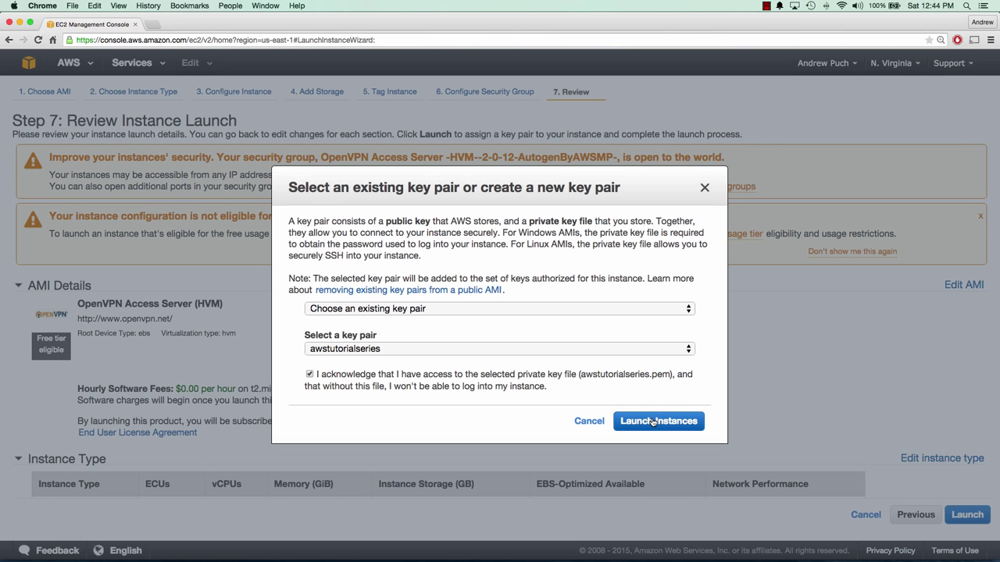 Chrome File Edit View History Bookmarks People Window Help 100% Sat 12:44 PM
EC2 Management Console Andrew
https://console.aws.amazon.com/ec2/v2/home?region=us-east-1#LaunchInstanceWizard:
AWS Services Edit Andrew Puch N. Virginia Support
1. Choose AMI 2. Choose Instance Type 3. Configure Instance 4. Add Storage 5. Tag Instance 6. Configure Security Group 7. Review
Step 7: Review Instance Launch
Please review your instance launch details. You can go back to edit changes for each section. Click Launch to assign a key pair to your instance and complete the launch process.
Improve your instances' security. Your security group, OpenVPN Access Server -HVM--2-0-12-AutogenByAWSMP-, is open to the world.
Your instances may be accessible from any IP address
You can also open additional ports in your security group groups
Your instance configuration is not eligible for x
To launch an instance that's eligible for the free usage sage tier eligibility and usage restrictions.
Don't show me this again
Select an existing key pair or create a new key pair
A key pair consists of a public key that AWS stores, and a private key file that you store. Together,
they allow you to connect to your instance securely. For Windows AMIs, the private key file is required
to obtain the password used to log into your instance. For Linux AMIs, the private key file allows you to
securely SSH into your instance.
Note: The selected key pair will be added to the set of keys authorized for this instance. Learn more
about removing existing key pairs from a public AMI.
Choose an existing key pair
Select a key pair
awstutorialseries
I acknowledge that I have access to the selected private key file (awstutorialseries.pem), and
that without this file, I won't be able to log into my instance.
Cancel Launch Instances
AMI Details Edit AMI
OpenVPN Access Server (HVM)
OPENVPN http://www.openvpn.net/
Root Device Type: ebs Virtualization type: hvm
Free tier
eligible
Hourly Software Fees: $0.00 per hour on t2.mi
Software charges will begin once you launch thi
By launching this product, you will be subscribe
End User License Agreement
Instance Type Edit instance type
Instance Type ECUs vCPUs Memory (GiB) Instance Storage (GB) EBS-Optimized Available Network Performance
Cancel Previous Launch
Feedback English © 2008 - 2015, Amazon Web Services, Inc. or its affiliates. All rights reserved. Privacy Policy Terms of Use